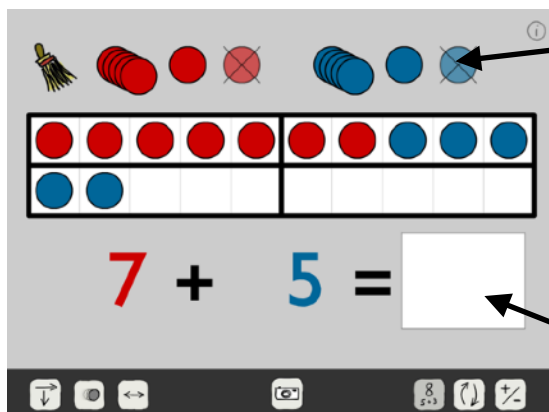 i
7 + 5 =
8
5+3
+/-